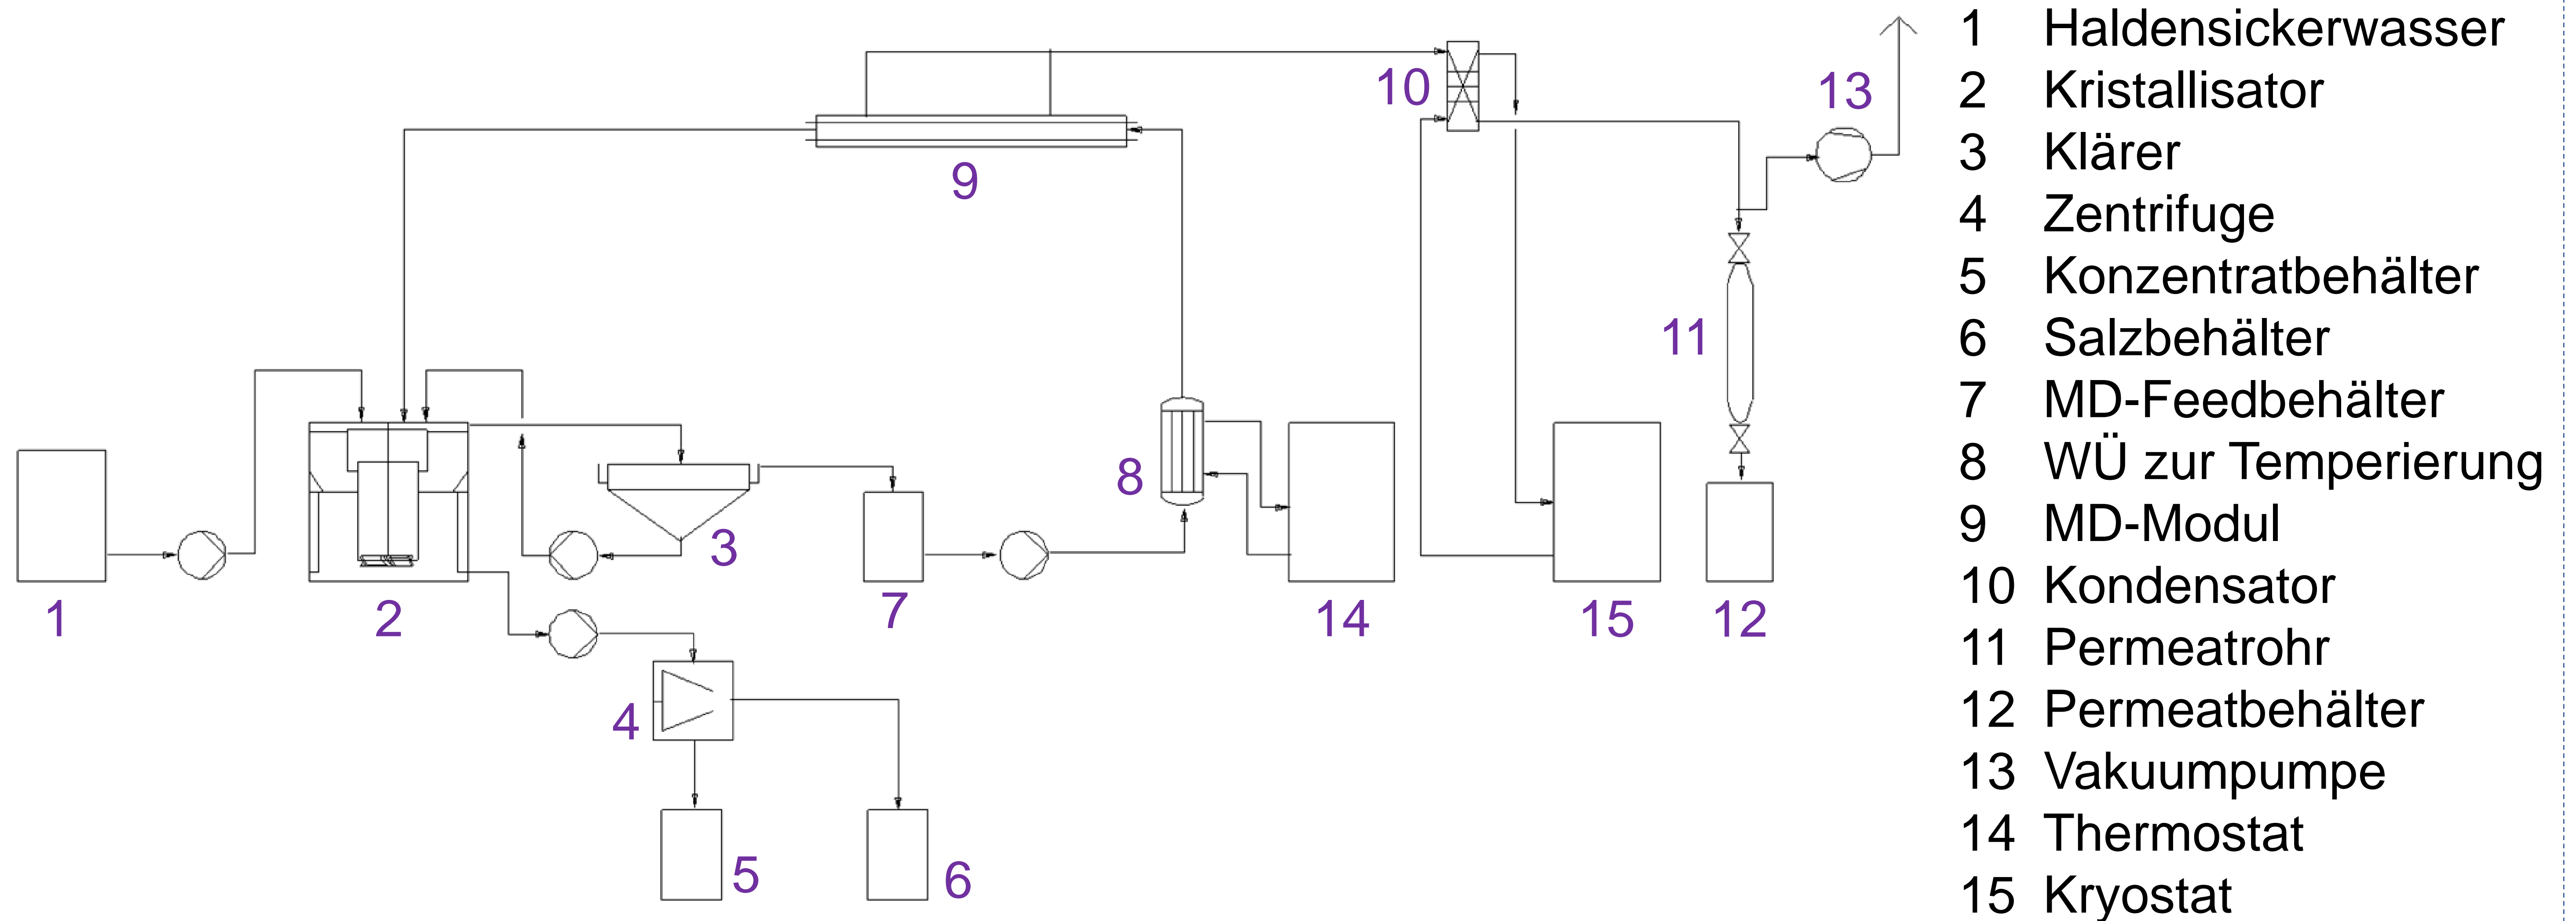 10
13
9
11
8
3
1
2
7
14
15
12
4
5
6
1 Haldensickerwasser
2 Kristallisator
3 Klärer
4 Zentrifuge
5 Konzentratbehälter
6 Salzbehälter
7 MD-Feedbehälter
8 WÜ zur Temperierung
9 MD-Modul
10 Kondensator
11 Permeatrohr
12 Permeatbehälter
13 Vakuumpumpe
14 Thermostat
15 Kryostat